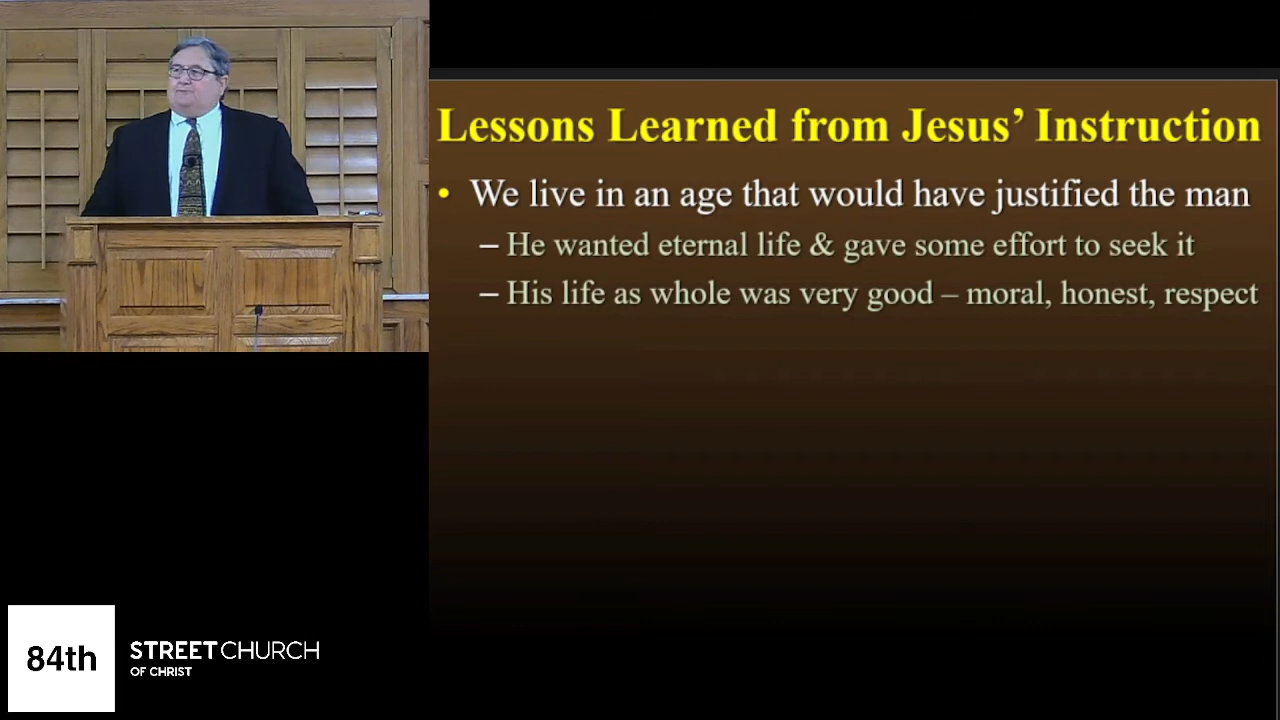 Lessons Learned from Jesus’ Instruction
• We live in an age that would have justified the man
– He wanted eternal life & gave some effort to seek it
– His life as whole was very good – moral, honest, respect
84th
STREET CHURCH
OF CHRIST